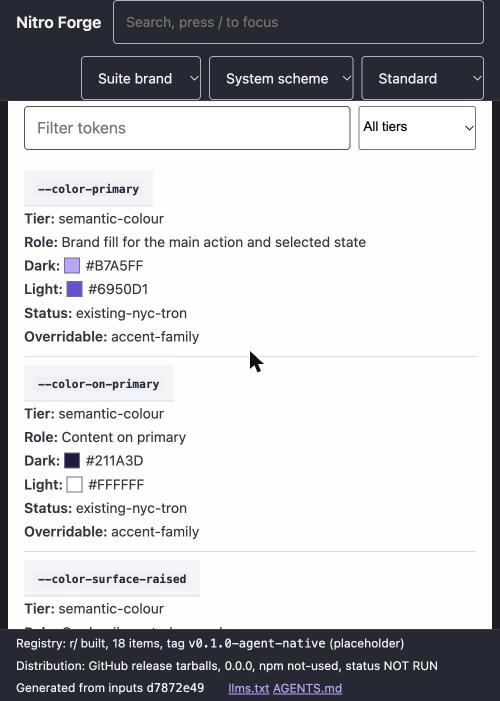 Nitro Forge
Search, press / to focus
Suite brand
System scheme
Standard
Filter tokens
All tiers
--color-primary
Tier: semantic-colour
Role: Brand fill for the main action and selected state
Dark: #B7A5FF
Light: #6950D1
Status: existing-nyc-tron
Overridable: accent-family
--color-on-primary
Tier: semantic-colour
Role: Content on primary
Dark: #211A3D
Light: #FFFFFF
Status: existing-nyc-tron
Overridable: accent-family
--color-surface-raised
Tier: semantic-colour
Registry: r/ built, 18 items, tag v0.1.0-agent-native (placeholder)
Distribution: GitHub release tarballs, 0.0.0, npm not-used, status NOT RUN
Generated from inputs d7872e49 llms.txt AGENTS.md